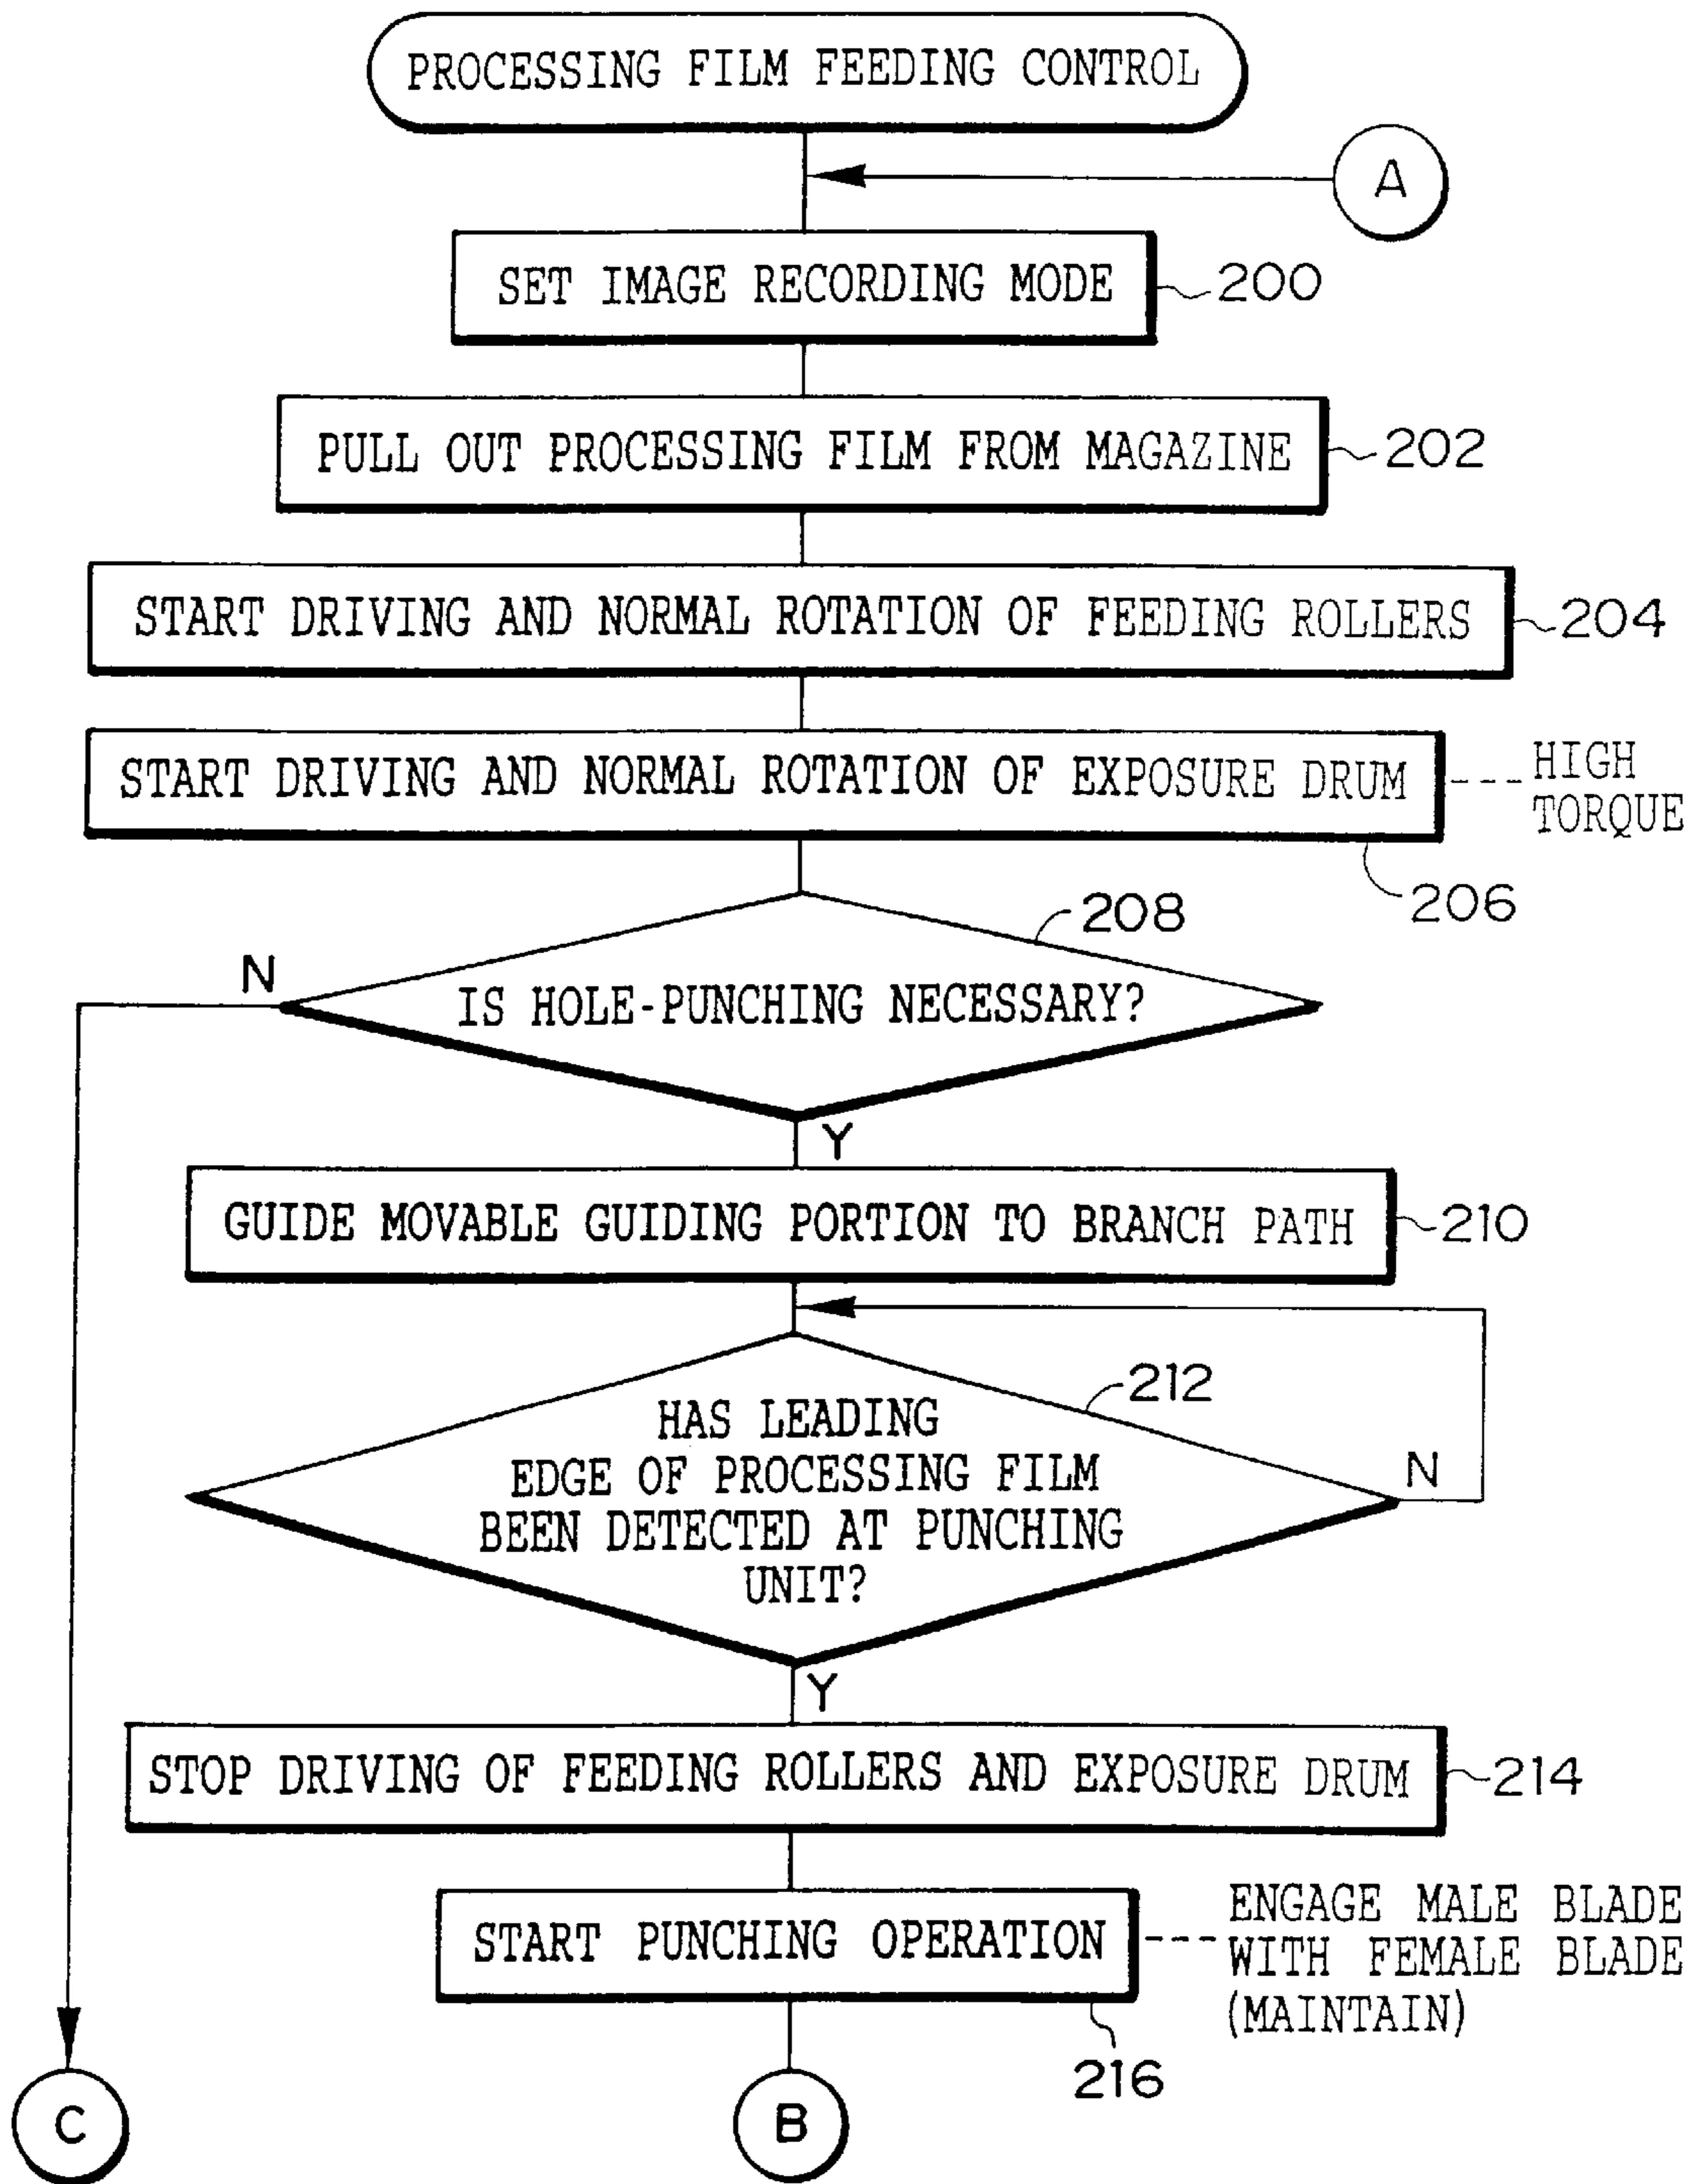 PROCESSING FILM FEEDING CONTROL
A
SET IMAGE RECORDING MODE
200
PULL OUT PROCESSING FILM FROM MAGAZINE
202
START DRIVING AND NORMAL ROTATION OF FEEDING ROLLERS
204
START DRIVING AND NORMAL ROTATION OF EXPOSURE DRUM
HIGH
TORQUE
206
208
N
IS HOLE-PUNCHING NECESSARY?
Y
GUIDE MOVABLE GUIDING PORTION TO BRANCH PATH
210
212
HAS LEADING
EDGE OF PROCESSING FILM
BEEN DETECTED AT PUNCHING
UNIT?
N
Y
STOP DRIVING OF FEEDING ROLLERS AND EXPOSURE DRUM
214
START PUNCHING OPERATION
ENGAGE MALE BLADE
WITH FEMALE BLADE
(MAINTAIN)
216
C
B